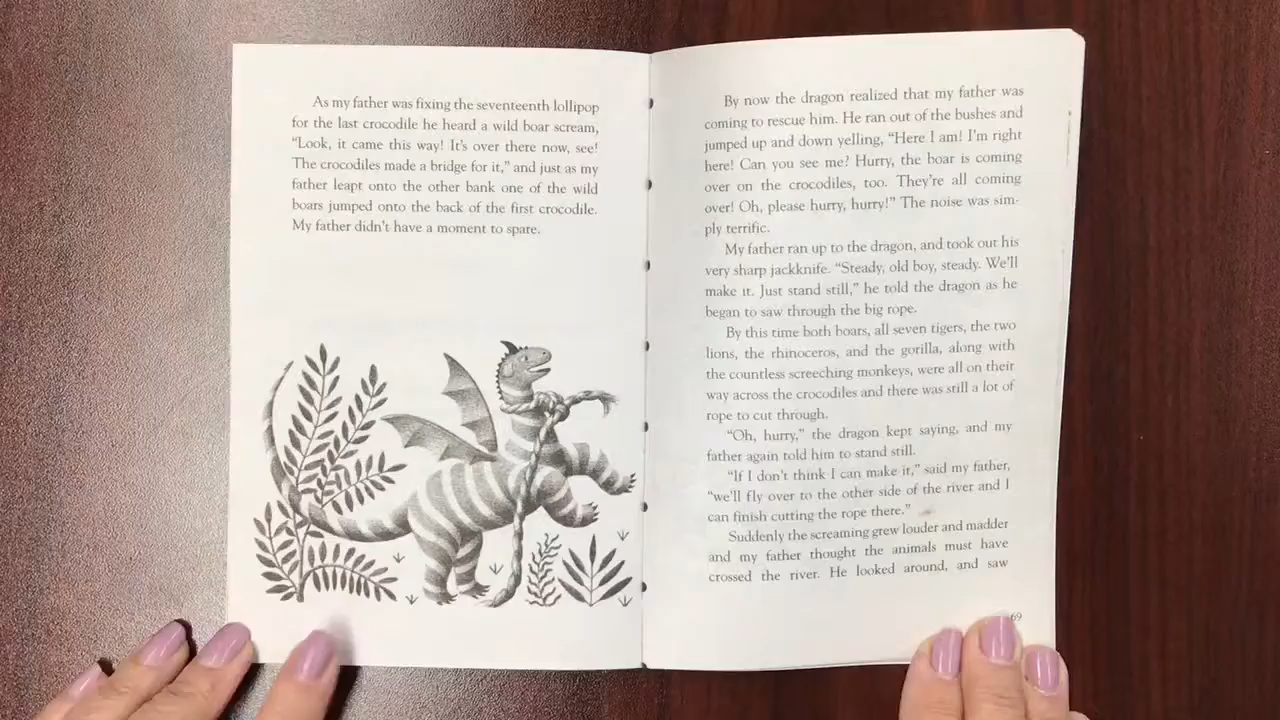 As my father was fixing the seventeenth lollipop
for the last crocodile he heard a wild boar scream,
“Look, it came this way! It’s over there now, see!
The crocodiles made a bridge for it,” and just as my
father leapt onto the other bank one of the wild
boars jumped onto the back of the first crocodile.
My father didn’t have a moment to spare.
By now the dragon realized that my father was
coming to rescue him. He ran out of the bushes and
jumped up and down yelling, “Here I am! I’m right
here! Can you see me? Hurry, the boar is coming
over on the crocodiles, too. They’re all coming
over! Oh, please hurry, hurry!” The noise was sim-
ply terrific.
My father ran up to the dragon, and took out his
very sharp jackknife. “Steady, old boy, steady. We’ll
make it. Just stand still,” he told the dragon as he
began to saw through the big rope.
By this time both boars, all seven tigers, the two
lions, the rhinoceros, and the gorilla, along with
the countless screeching monkeys, were all on their
way across the crocodiles and there was still a lot of
rope to cut through.
“Oh, hurry,” the dragon kept saying, and my
father again told him to stand still.
“If I don’t think I can make it,” said my father,
“we’ll fly over to the other side of the river and I
can finish cutting the rope there.”
Suddenly the screaming grew louder and madder
and my father thought the animals must have
crossed the river. He looked around, and saw
69